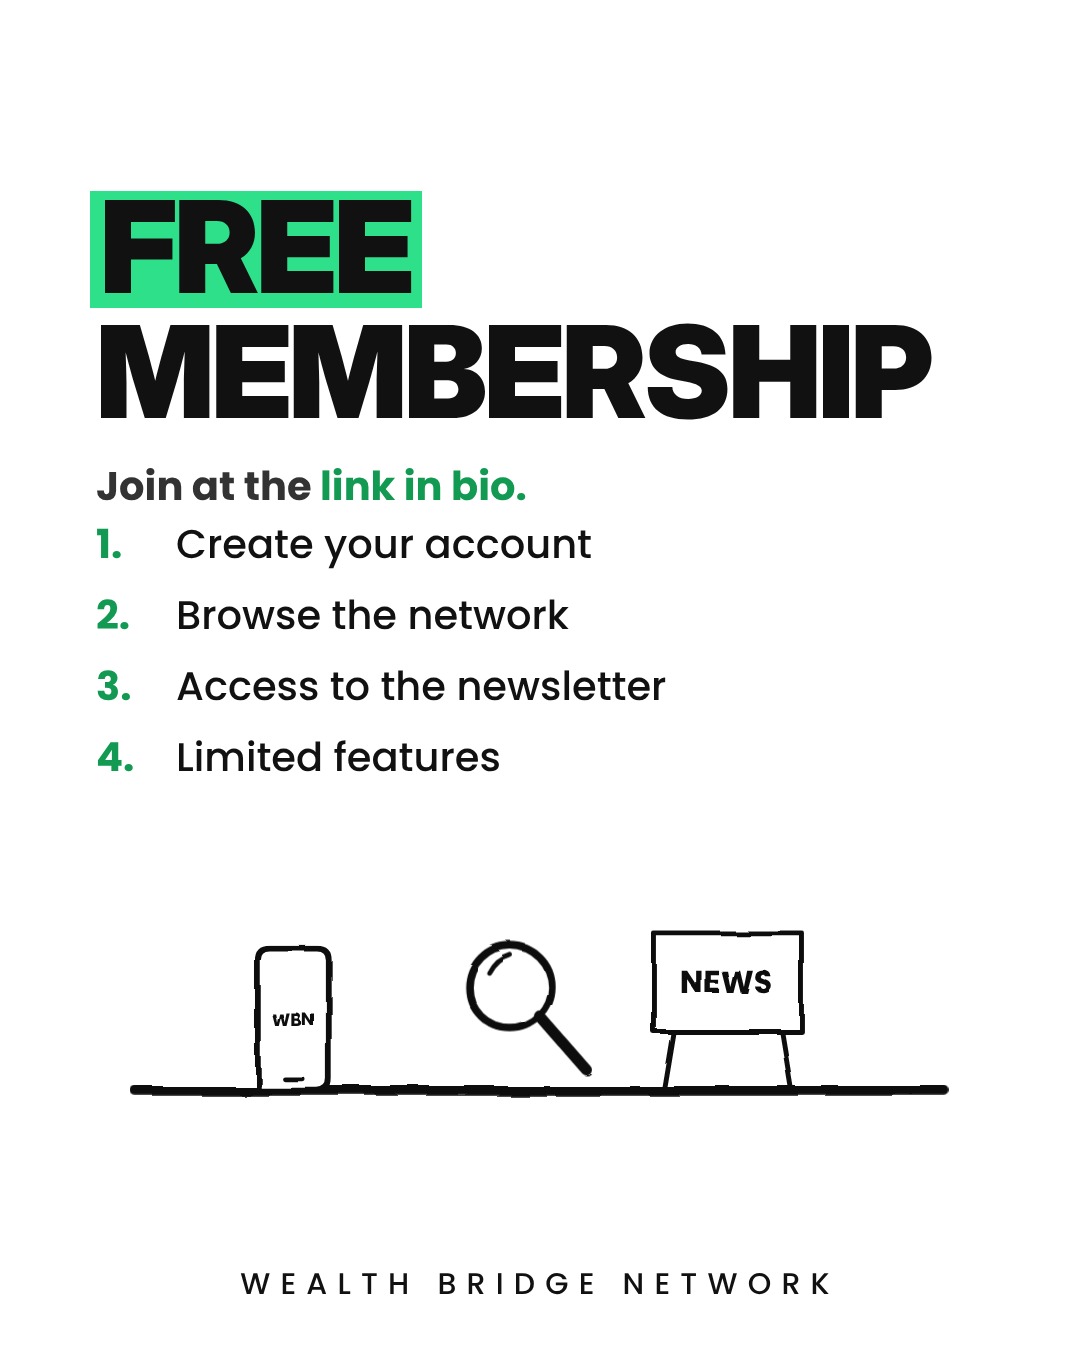 FREE
MEMBERSHIP
Join at the link in bio.
1. Create your account
2. Browse the network
3. Access to the newsletter
4. Limited features
WBN
NEWS
WEALTH BRIDGE NETWORK